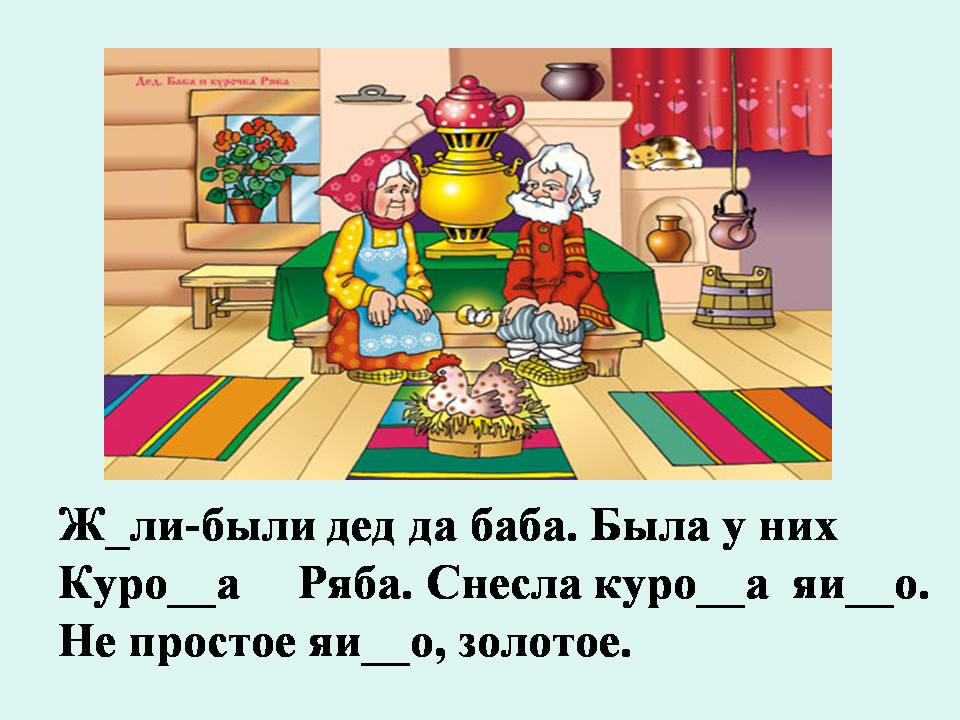 Дед, Баба и курочка Ряба
Ж_ли-были дед да баба. Была у них
Куро__а Ряба. Снесла куро__а яи__о.
Не простое яи__о, золотое.